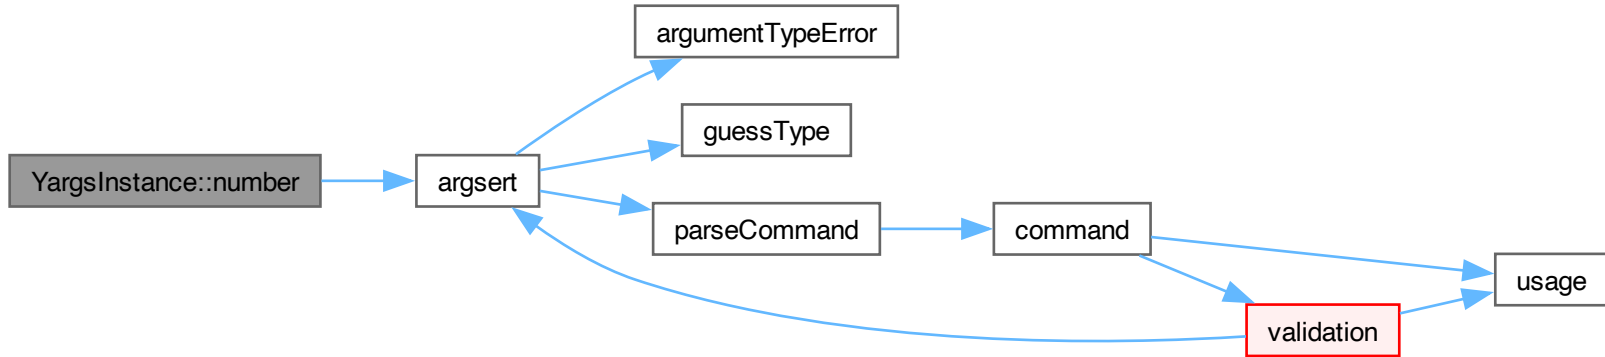 argumentTypeError
guessType
YargsInstance::number
argsert
parseCommand
command
usage
validation